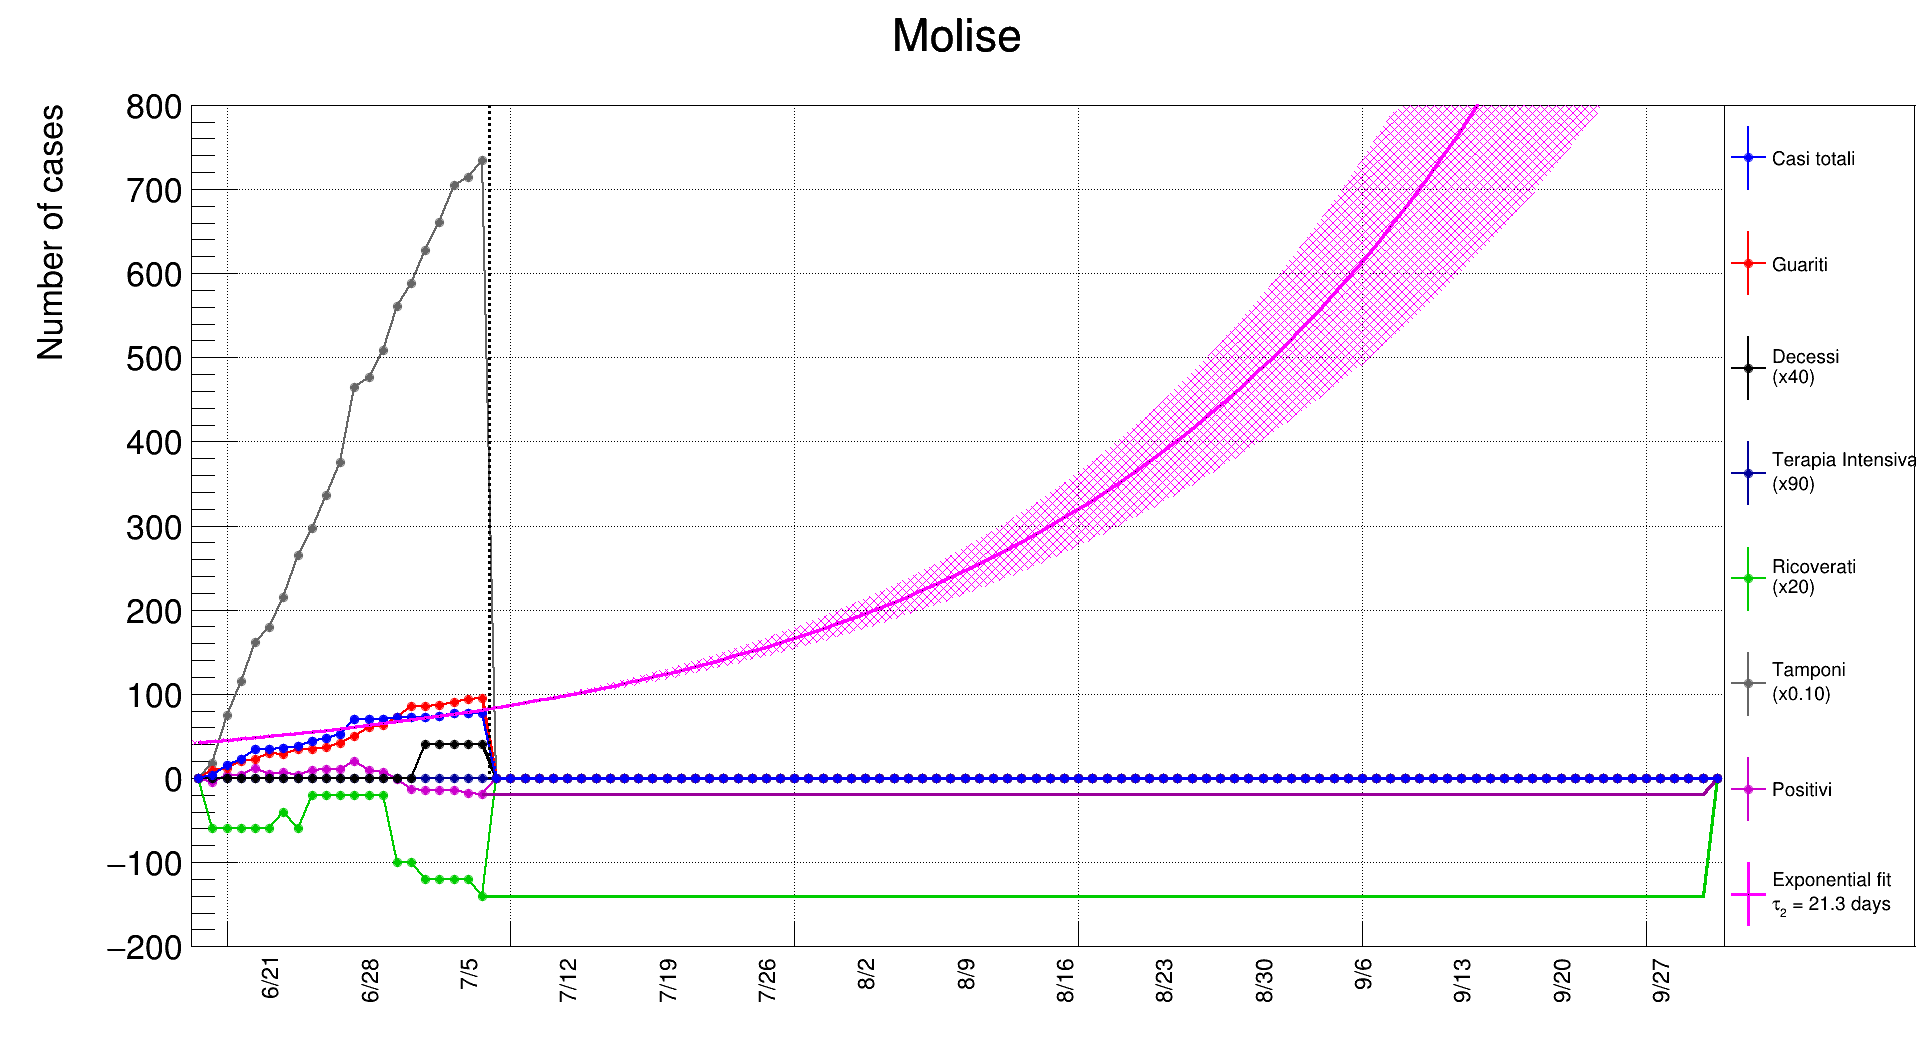 Molise
Number of cases
800
700
600
500
400
300
200
100
0
−100
−200
6/21
6/28
7/5
7/12
7/19
7/26
8/2
8/9
8/16
8/23
8/30
9/6
9/13
9/20
9/27
Casi totali
Guariti
Decessi
(x40)
Terapia Intensiva
(x90)
Ricoverati
(x20)
Tamponi
(x0.10)
Positivi
Exponential fit
τ2 = 21.3 days